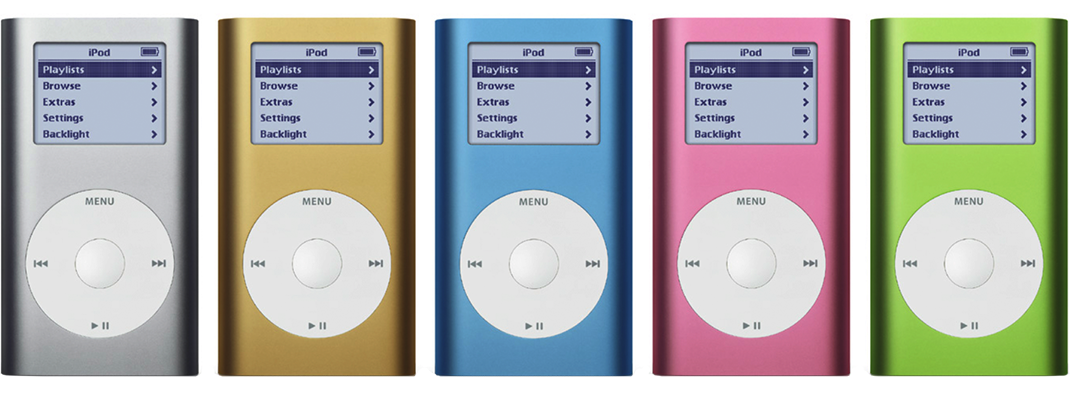 iPod
Playlists
Browse
Extras
Settings
Backlight
MENU
iPod
Playlists
Browse
Extras
Settings
Backlight
MENU
iPod
Playlists
Browse
Extras
Settings
Backlight
MENU
iPod
Playlists
Browse
Extras
Settings
Backlight
MENU
iPod
Playlists
Browse
Extras
Settings
Backlight
MENU